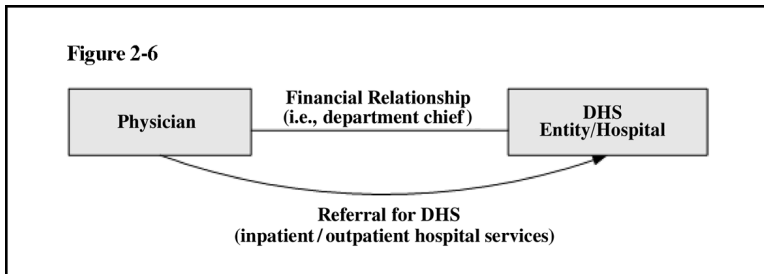 Figure 2-6
Financial Relationship
(i.e., department chief)
Physician
DHS
Entity/Hospital
Referral for DHS
(inpatient/outpatient hospital services)